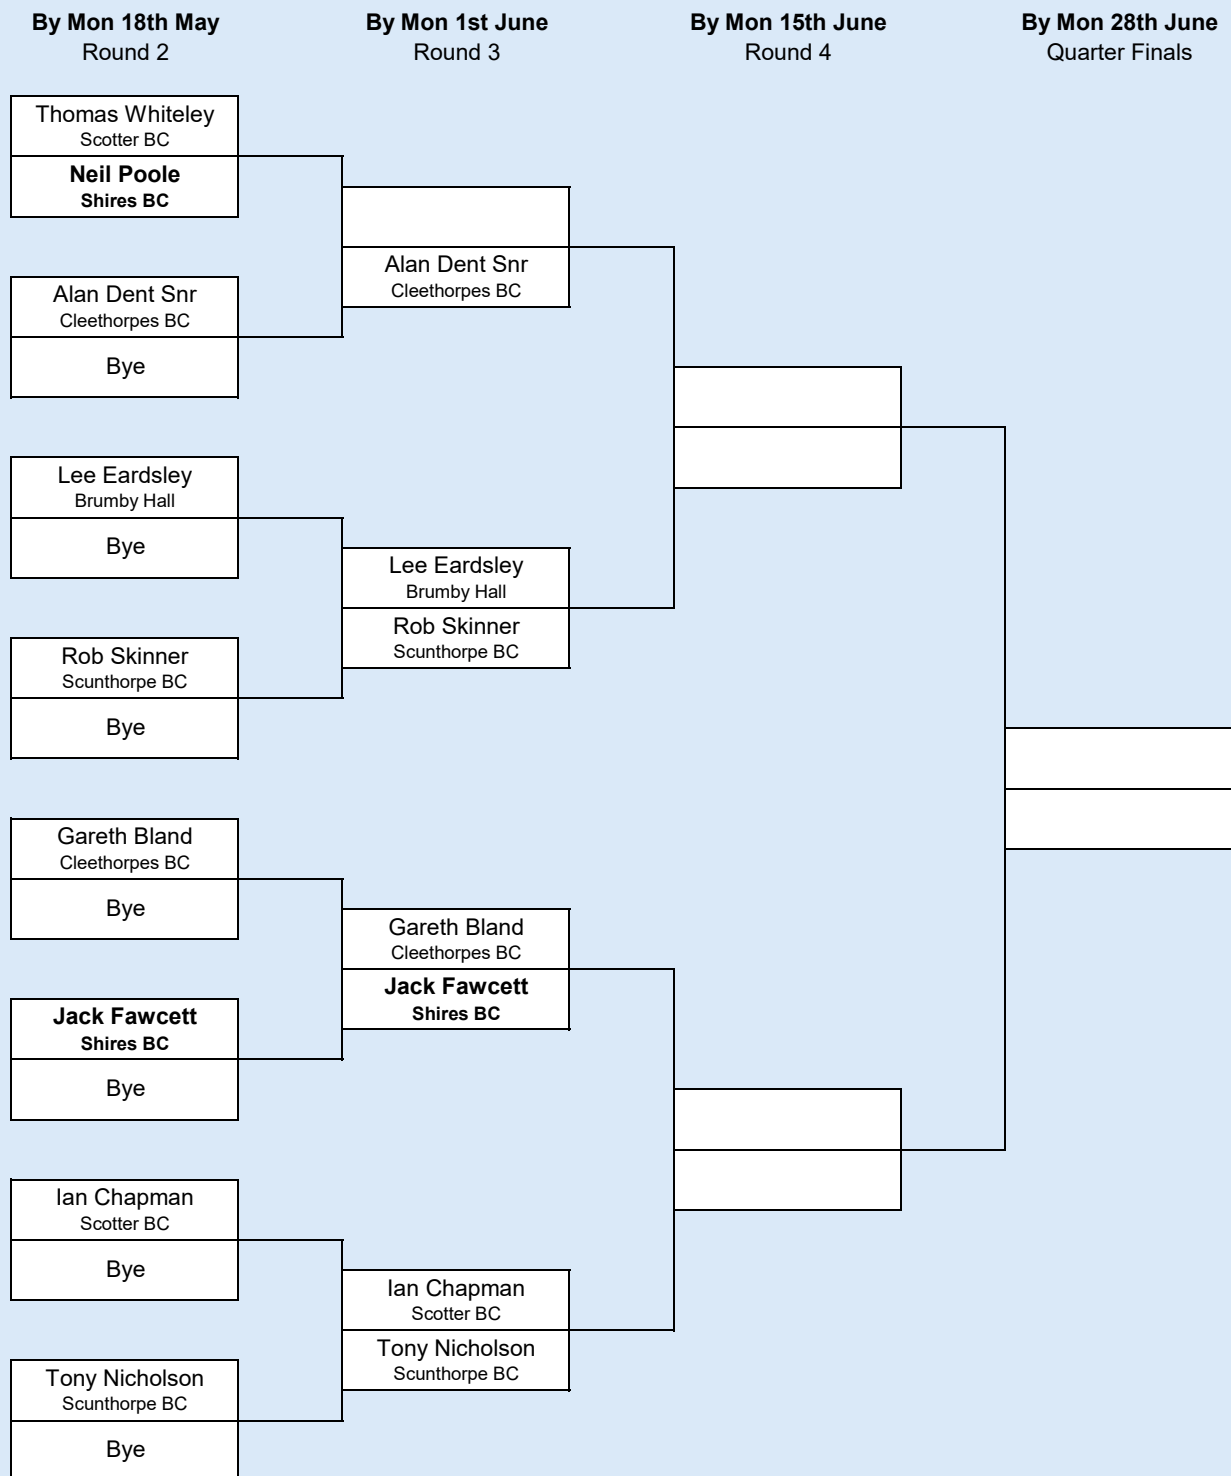 By Mon 18th May
Round 2
By Mon 1st June
Round 3
By Mon 15th June
Round 4
By Mon 28th June
Quarter Finals
Thomas Whiteley
Scotter BC
Neil Poole
Shires BC
Alan Dent Snr
Cleethorpes BC
Bye
Lee Eardsley
Brumby Hall
Bye
Rob Skinner
Scunthorpe BC
Bye
Gareth Bland
Cleethorpes BC
Bye
Jack Fawcett
Shires BC
Bye
Ian Chapman
Scotter BC
Bye
Tony Nicholson
Scunthorpe BC
Bye
Alan Dent Snr
Cleethorpes BC
Lee Eardsley
Brumby Hall
Rob Skinner
Scunthorpe BC
Gareth Bland
Cleethorpes BC
Jack Fawcett
Shires BC
Ian Chapman
Scotter BC
Tony Nicholson
Scunthorpe BC